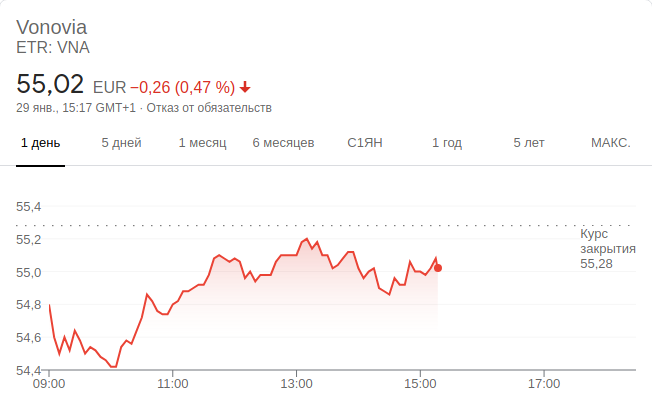 Vonovia
ETR: VNA
55,02 EUR −0,26 (0,47 %)
29 янв., 15:17 GMT+1 · Отказ от обязательств
1 день 5 дней 1 месяц 6 месяцев С1ЯН 1 год 5 лет МАКС.
55,4
55,2
55,0
54,8
54,6
54,4
Курс
закрытия
55,28
09:00 11:00 13:00 15:00 17:00